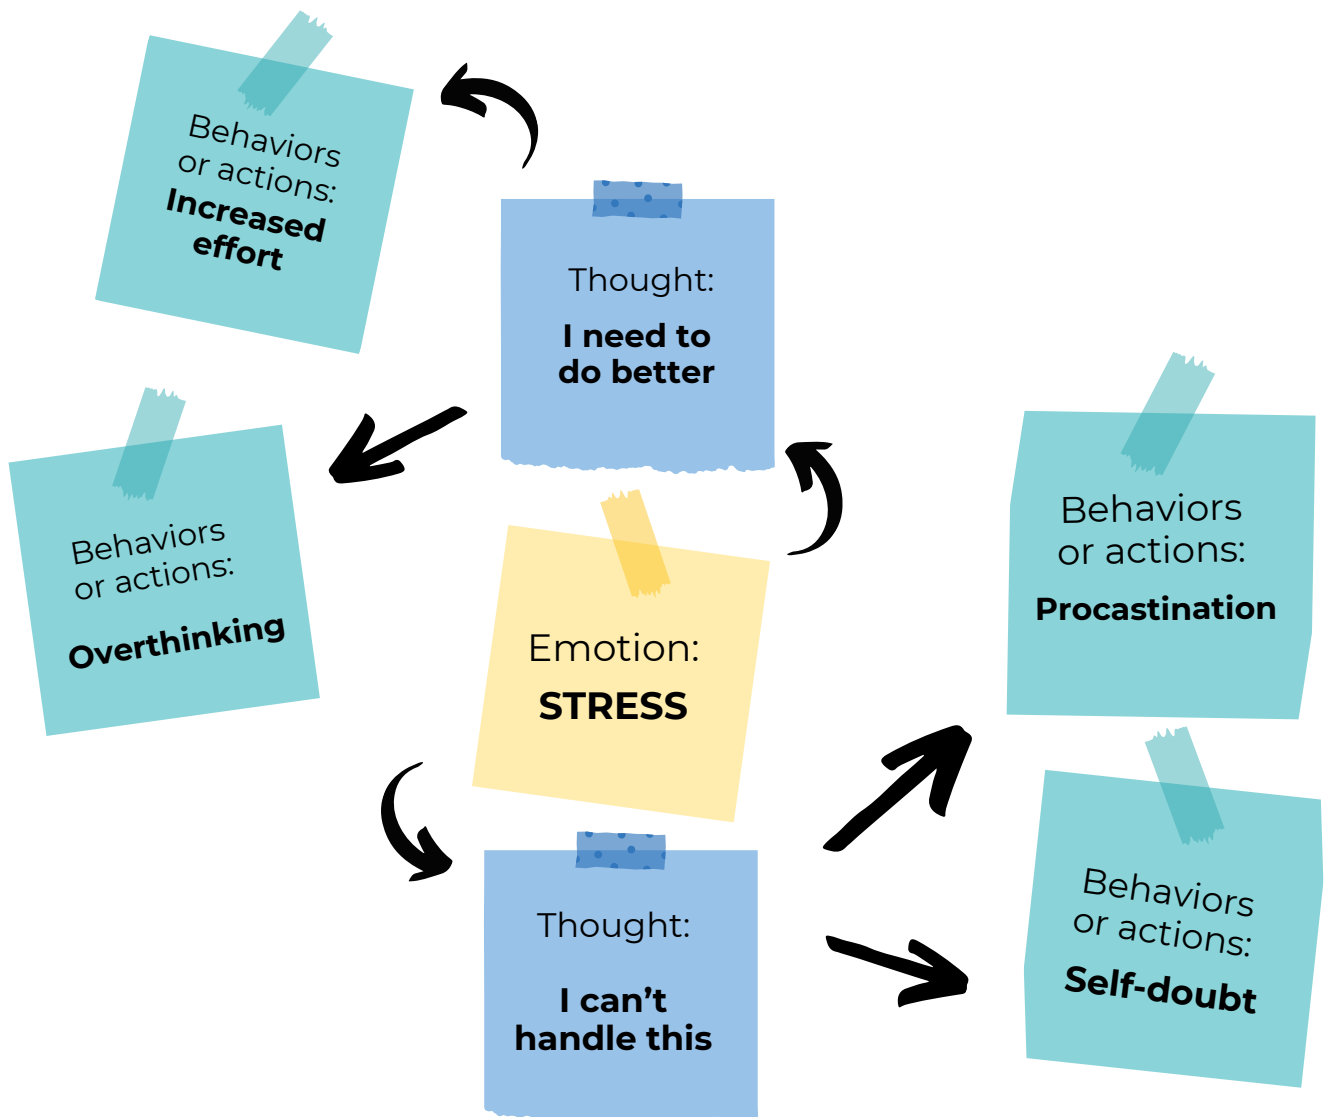 Behaviors
or actions:
Increased
effort
Thought:
I need to
do better
Behaviors
or actions:
Overthinking
Emotion:
STRESS
Behaviors
or actions:
Procastination
Thought:
I can't
handle this
Behaviors
or actions:
Self-doubt